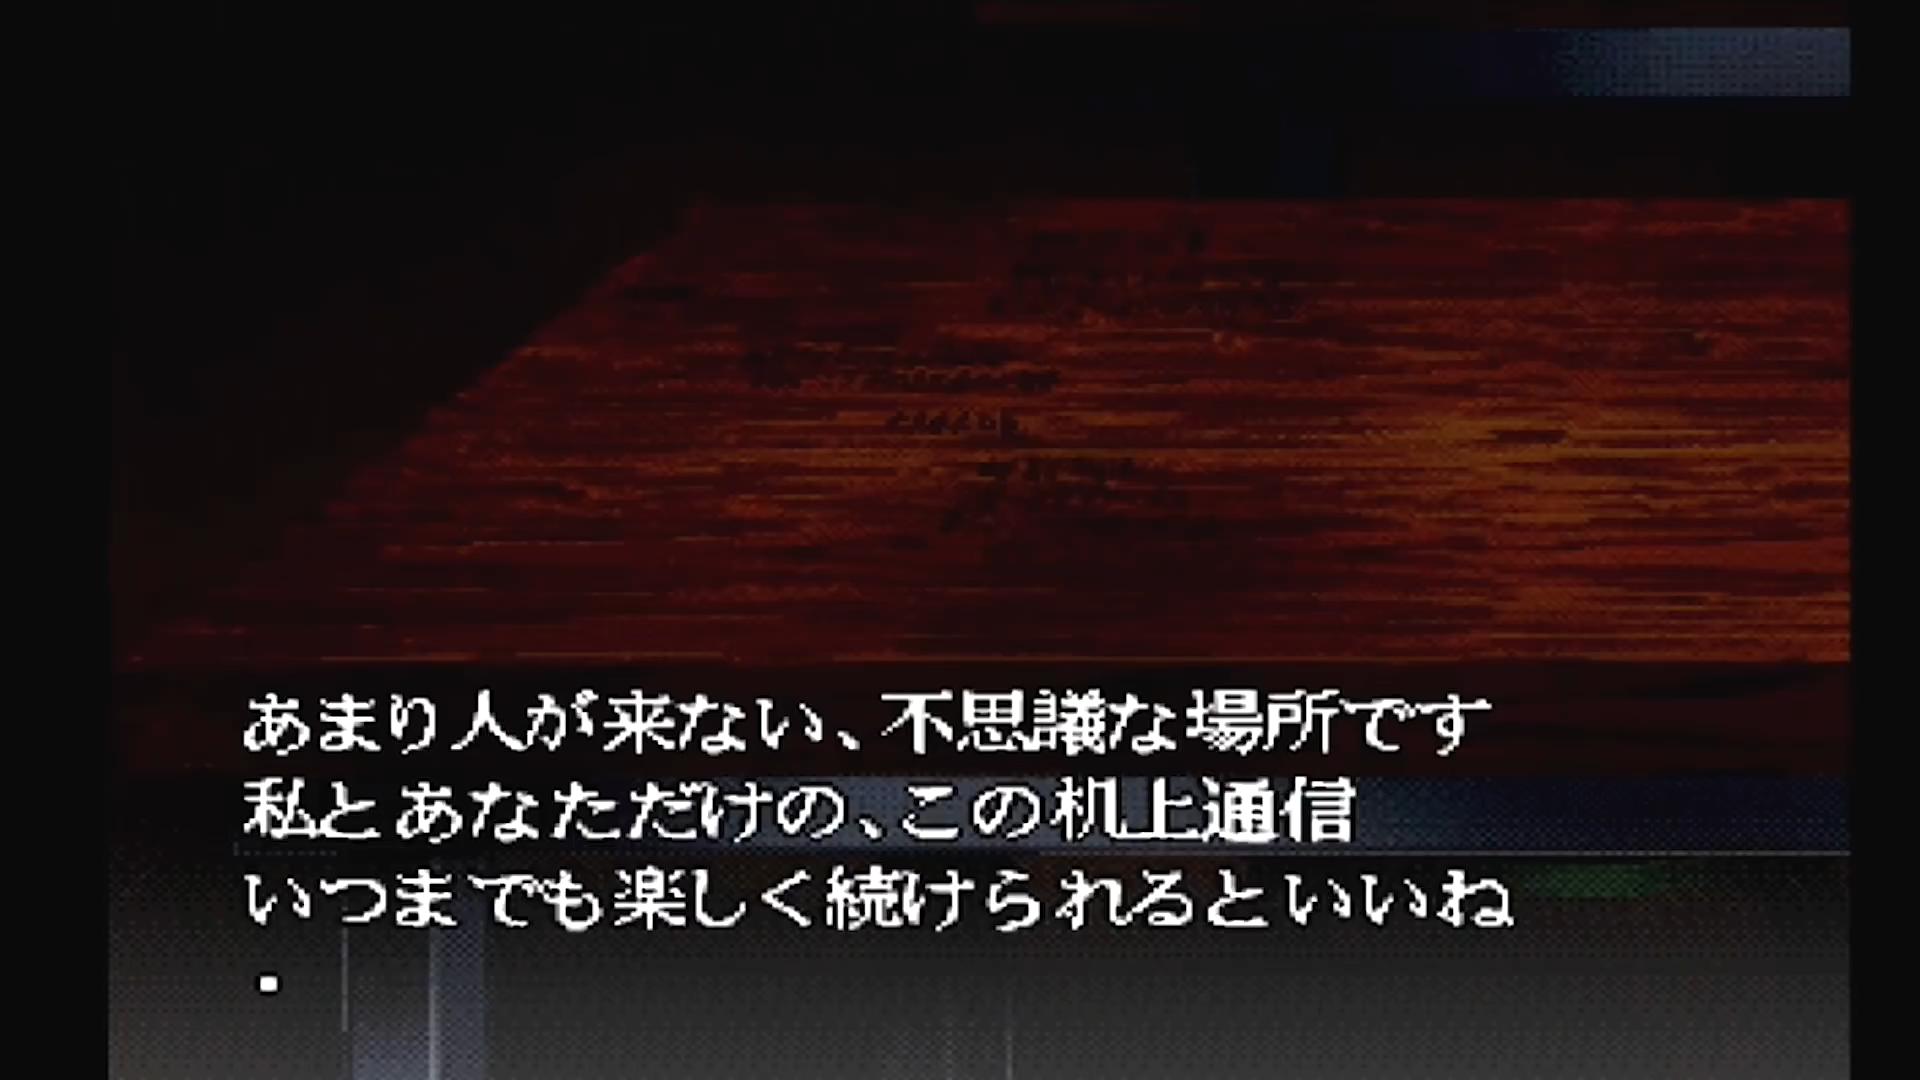 あまり人が来ない、不思議な場所です
私とあなただけの、この机上通信
いつまでも楽しく続けられるといいね